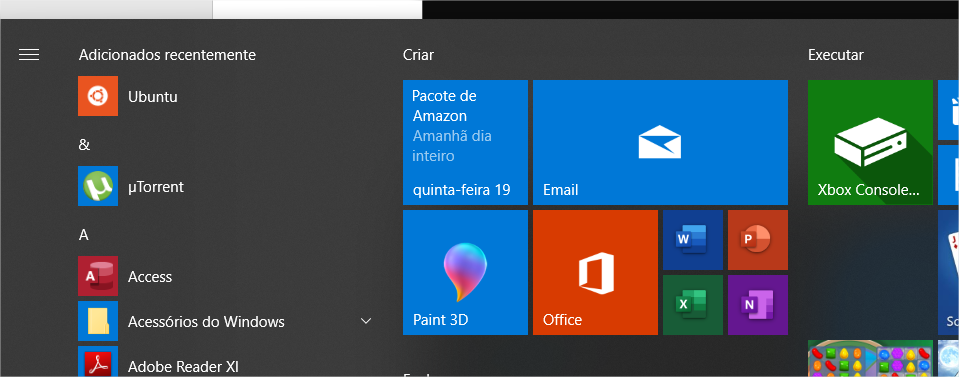 Adicionados recentemente
Ubuntu
&
µTorrent
A
Access
Acessórios do Windows
Adobe Reader XI
Criar
Pacote de
Amazon
Amanhã dia
inteiro
quinta-feira 19
Email
Paint 3D
Office
Executar
Xbox Console...